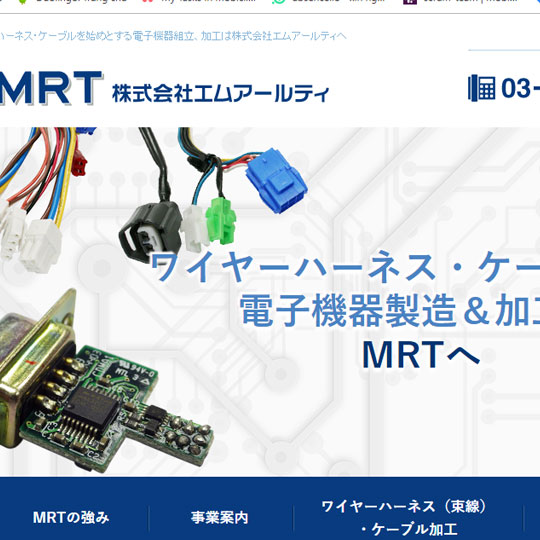 ハーネス・ケーブルを始めとする電子機器組立、加工は株式会社エムアールティへ
MRT 株式会社エムアールティ
03-
ワイヤーハーネス・ケー
電子機器製造＆加工
MRTへ
94V-0
MRTの強み
事業案内
ワイヤーハーネス（束線）
・ケーブル加工